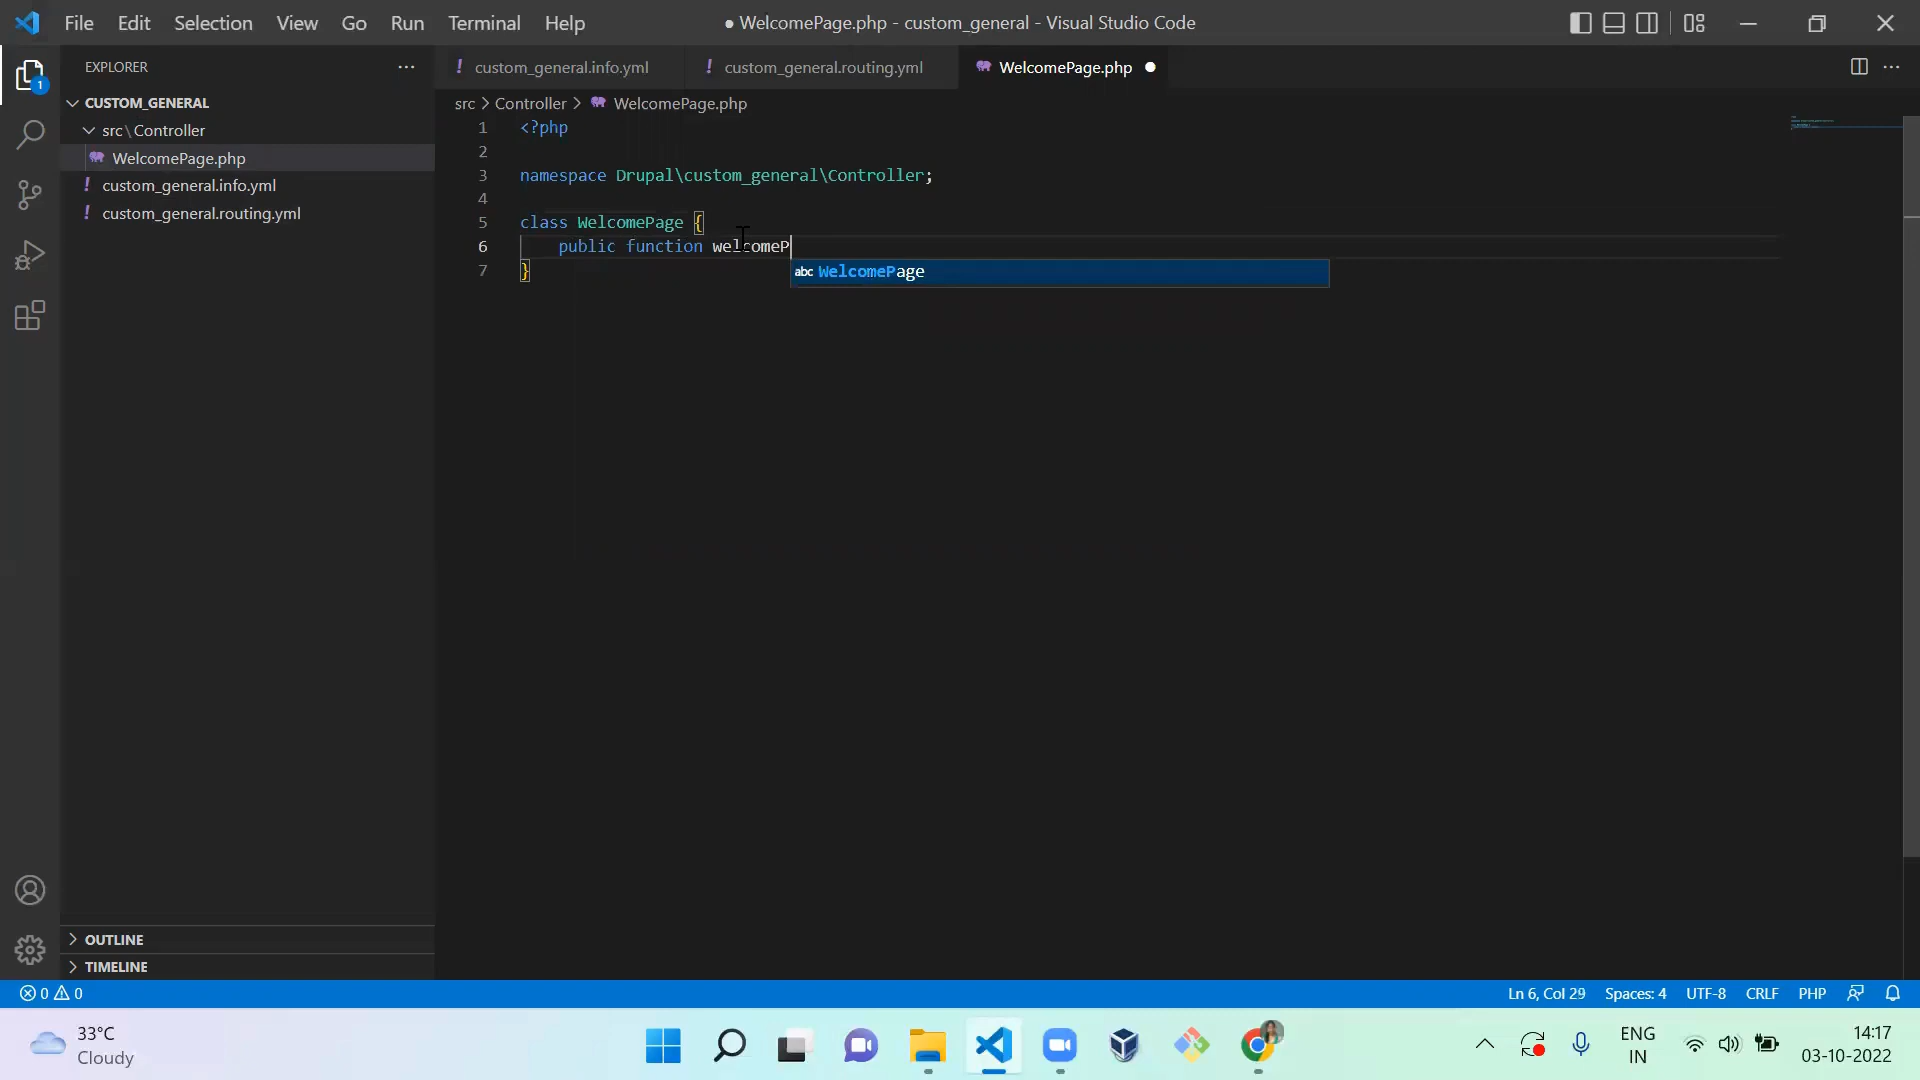 File Edit Selection View Go Run Terminal Help
● WelcomePage.php - custom_general - Visual Studio Code
EXPLORER
CUSTOM_GENERAL
src\Controller
WelcomePage.php
custom_general.info.yml
custom_general.routing.yml
OUTLINE
TIMELINE
1
! custom_general.info.yml
! custom_general.routing.yml
WelcomePage.php ●
src > Controller > WelcomePage.php
1 <?php
2
3 namespace Drupal\custom_general\Controller;
4
5 class WelcomePage {
6     public function welcomeP
abc WelcomePage
7 }
0 0
Ln 6, Col 29 Spaces: 4 UTF-8 CRLF PHP
33°C
Cloudy
ENG
IN
14:17
03-10-2022